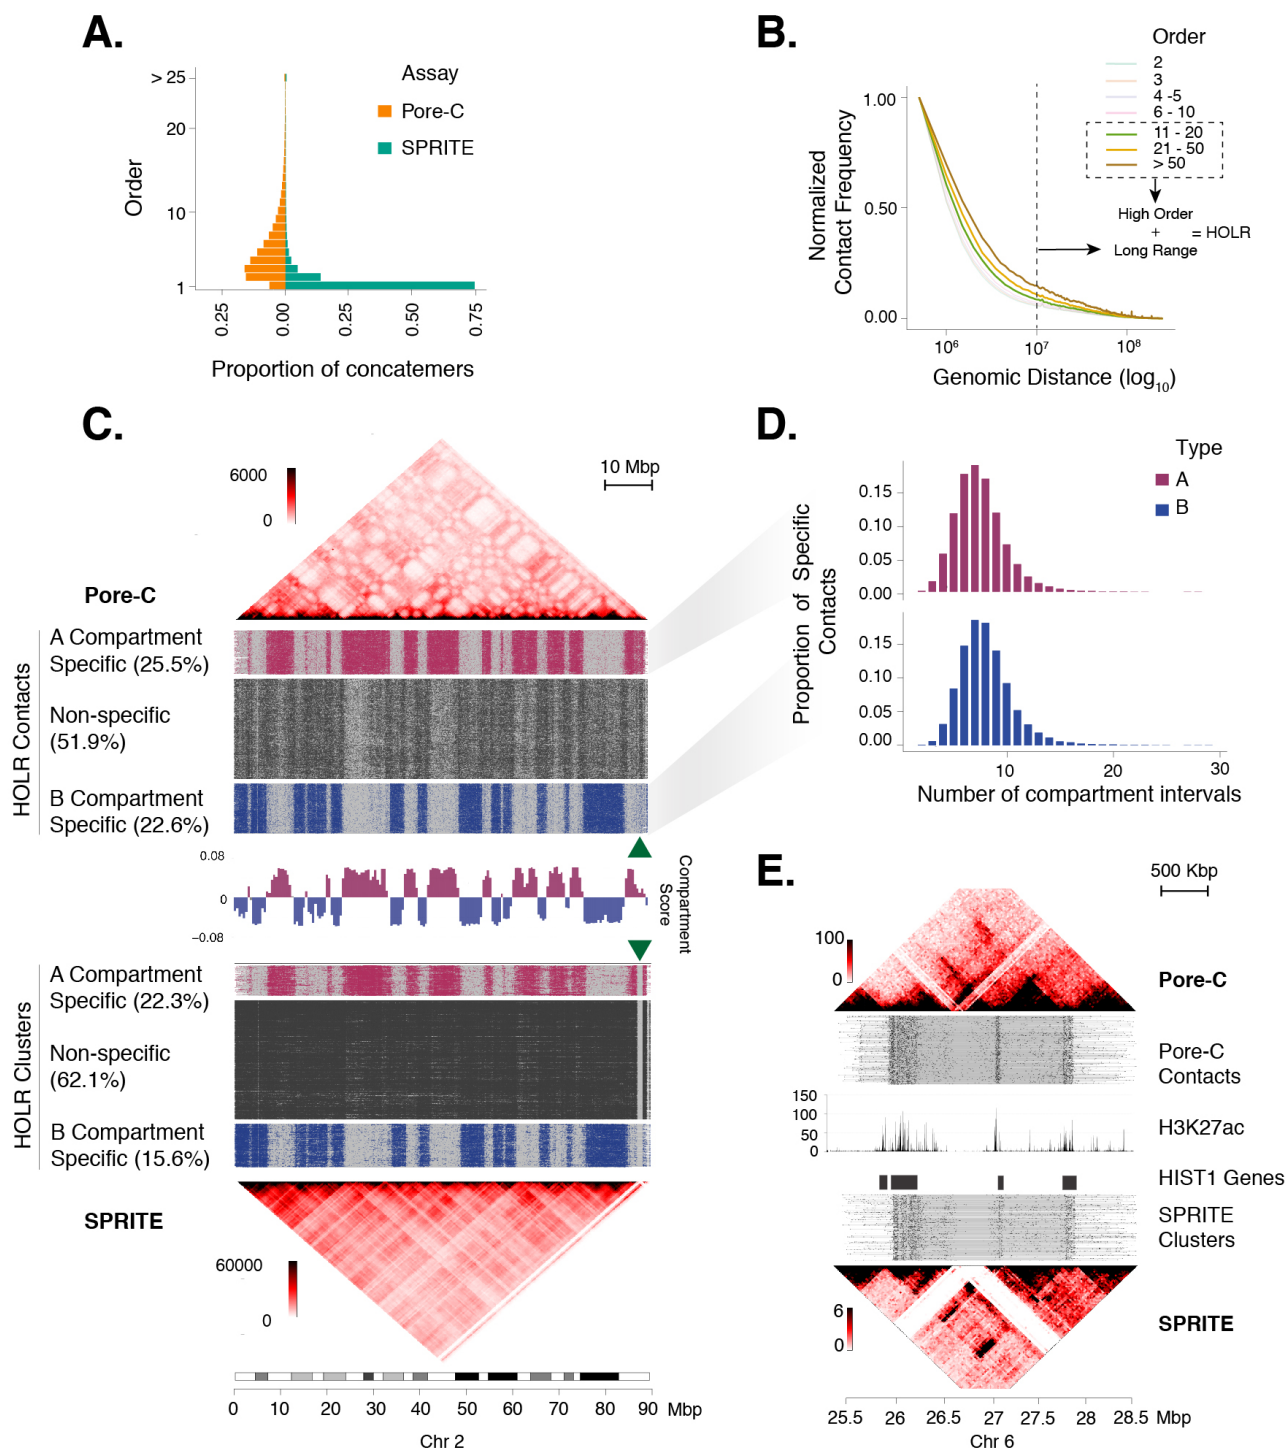 A.
Order
> 25
20
10
1
0.25
0.00
0.25
0.50
0.75
Proportion of concatemers
Assay
Pore-C
SPRITE
B.
Order
2
3
4 -5
6 - 10
11 - 20
21 - 50
> 50
High Order
+
Long Range
= HOLR
Normalized
Contact Frequency
1.00
0.50
0.00
10⁶
10⁷
10⁸
Genomic Distance (log₁₀)
C.
6000
0
10 Mbp
Pore-C
HOLR Contacts
A Compartment
Specific (25.5%)
Non-specific
(51.9%)
B Compartment
Specific (22.6%)
0.08
0
−0.08
Compartment
Score
HOLR Clusters
A Compartment
Specific (22.3%)
Non-specific
(62.1%)
B Compartment
Specific (15.6%)
SPRITE
60000
0
0 10 20 30 40 50 60 70 80 90 Mbp
Chr 2
D.
Type
A
B
Proportion of Specific
Contacts
0.15
0.10
0.05
0.00
0.15
0.10
0.05
0.00
10 20 30
Number of compartment intervals
E.
500 Kbp
100
0
Pore-C
Pore-C
Contacts
150
100
50
0
H3K27ac
HIST1 Genes
SPRITE
Clusters
6
0
SPRITE
25.5 26 26.5 27 27.5 28 28.5 Mbp
Chr 6